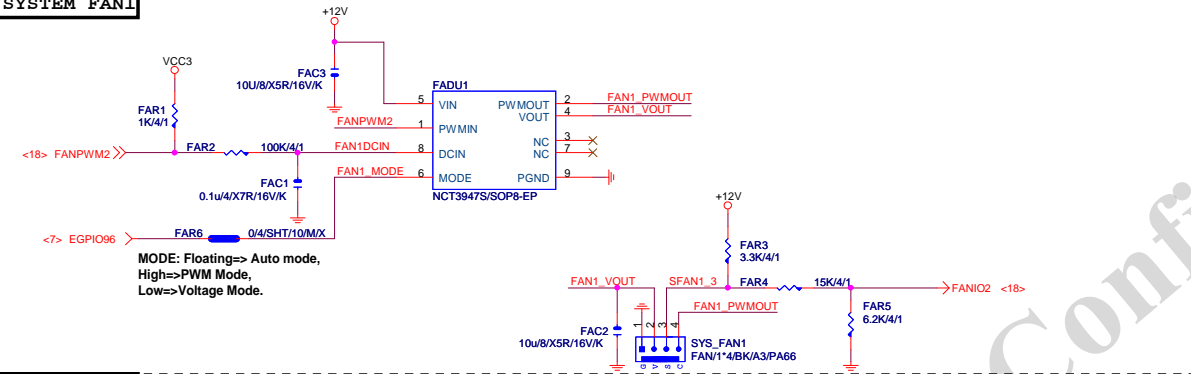 SYSTEM FAN1
+12V
VCC3
FAC3
10U/8/X5R/16V/K
FADU1
FAR1
1K/4/1
5 VIN
PWMOUT 2 FAN1_PWMOUT
VOUT 4 FAN1_VOUT
FANPWM2 1 PWMIN
NC 3
<18> FANPWM2
FAR2 100K/4/1
FAN1DCIN 8 DCIN
NC 7
FAN1_MODE 6 MODE
PGND 9
FAC1
0.1u/4/X7R/16V/K
NCT3947S/SOP8-EP
<7> EGPIO96
FAR6 0/4/SHT/10/M/X
MODE: Floating=> Auto mode,
High=>PWM Mode,
Low=>Voltage Mode.
+12V
FAR3
3.3K/4/1
FAN1_VOUT
SFAN1_3
FAR4 15K/4/1
FANIO2 <18>
FAN1_PWMOUT
FAR5
6.2K/4/1
FAC2
10u/8/X5R/16V/K
1 2 3 4
SYS_FAN1
FAN/1*4/BK/A3/PA66
G V S C
Confi